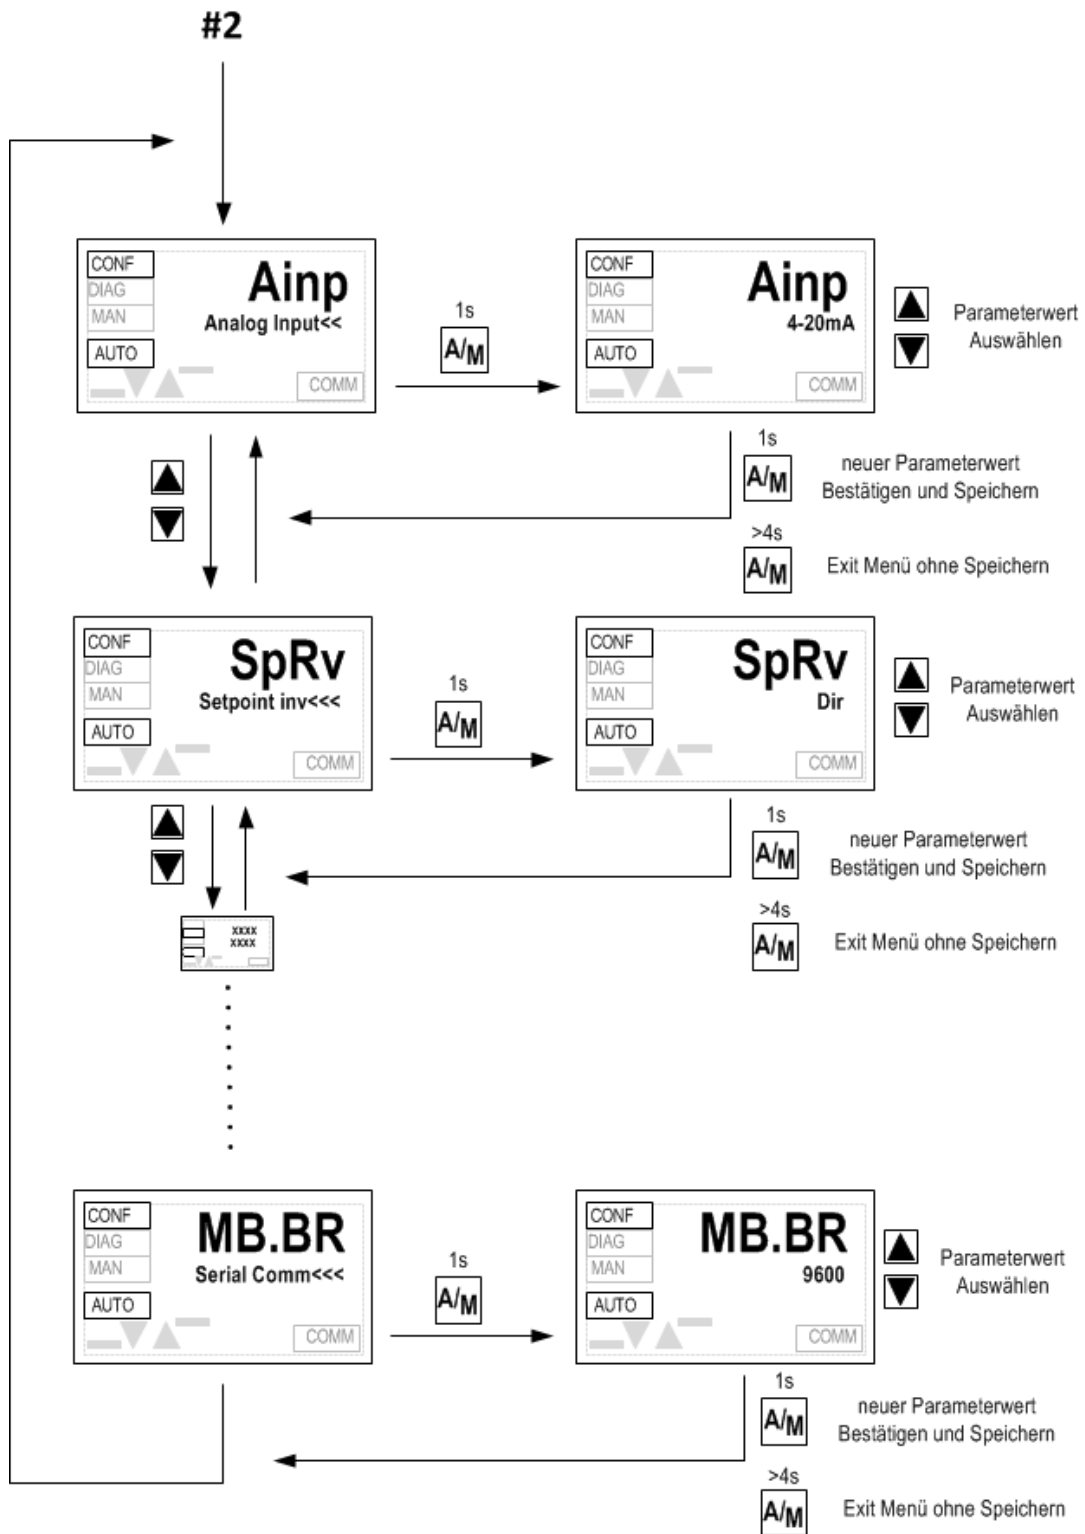 #2
CONF
DIAG
MAN
AUTO
Ainp
Analog Input<<
COMM
1s
A/M
CONF
DIAG
MAN
AUTO
Ainp
4-20mA
COMM
Parameterwert
Auswählen
1s
A/M
neuer Parameterwert
Bestätigen und Speichern
>4s
A/M
Exit Menü ohne Speichern
CONF
DIAG
MAN
AUTO
SpRv
Setpoint inv<<<
COMM
1s
A/M
CONF
DIAG
MAN
AUTO
SpRv
Dir
COMM
Parameterwert
Auswählen
1s
A/M
neuer Parameterwert
Bestätigen und Speichern
>4s
A/M
Exit Menü ohne Speichern
XXXX
XXXX
CONF
DIAG
MAN
AUTO
MB.BR
Serial Comm<<<
COMM
1s
A/M
CONF
DIAG
MAN
AUTO
MB.BR
9600
COMM
Parameterwert
Auswählen
1s
A/M
neuer Parameterwert
Bestätigen und Speichern
>4s
A/M
Exit Menü ohne Speichern